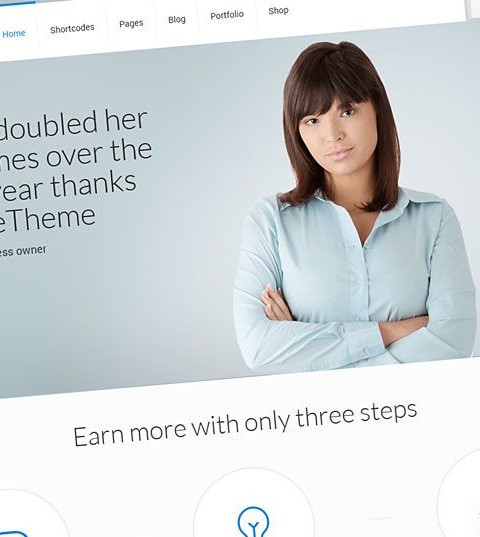 Home Shortcodes Pages Blog Portfolio Shop
doubled her
mes over the
year thanks
eTheme
ess owner
Earn more with only three steps